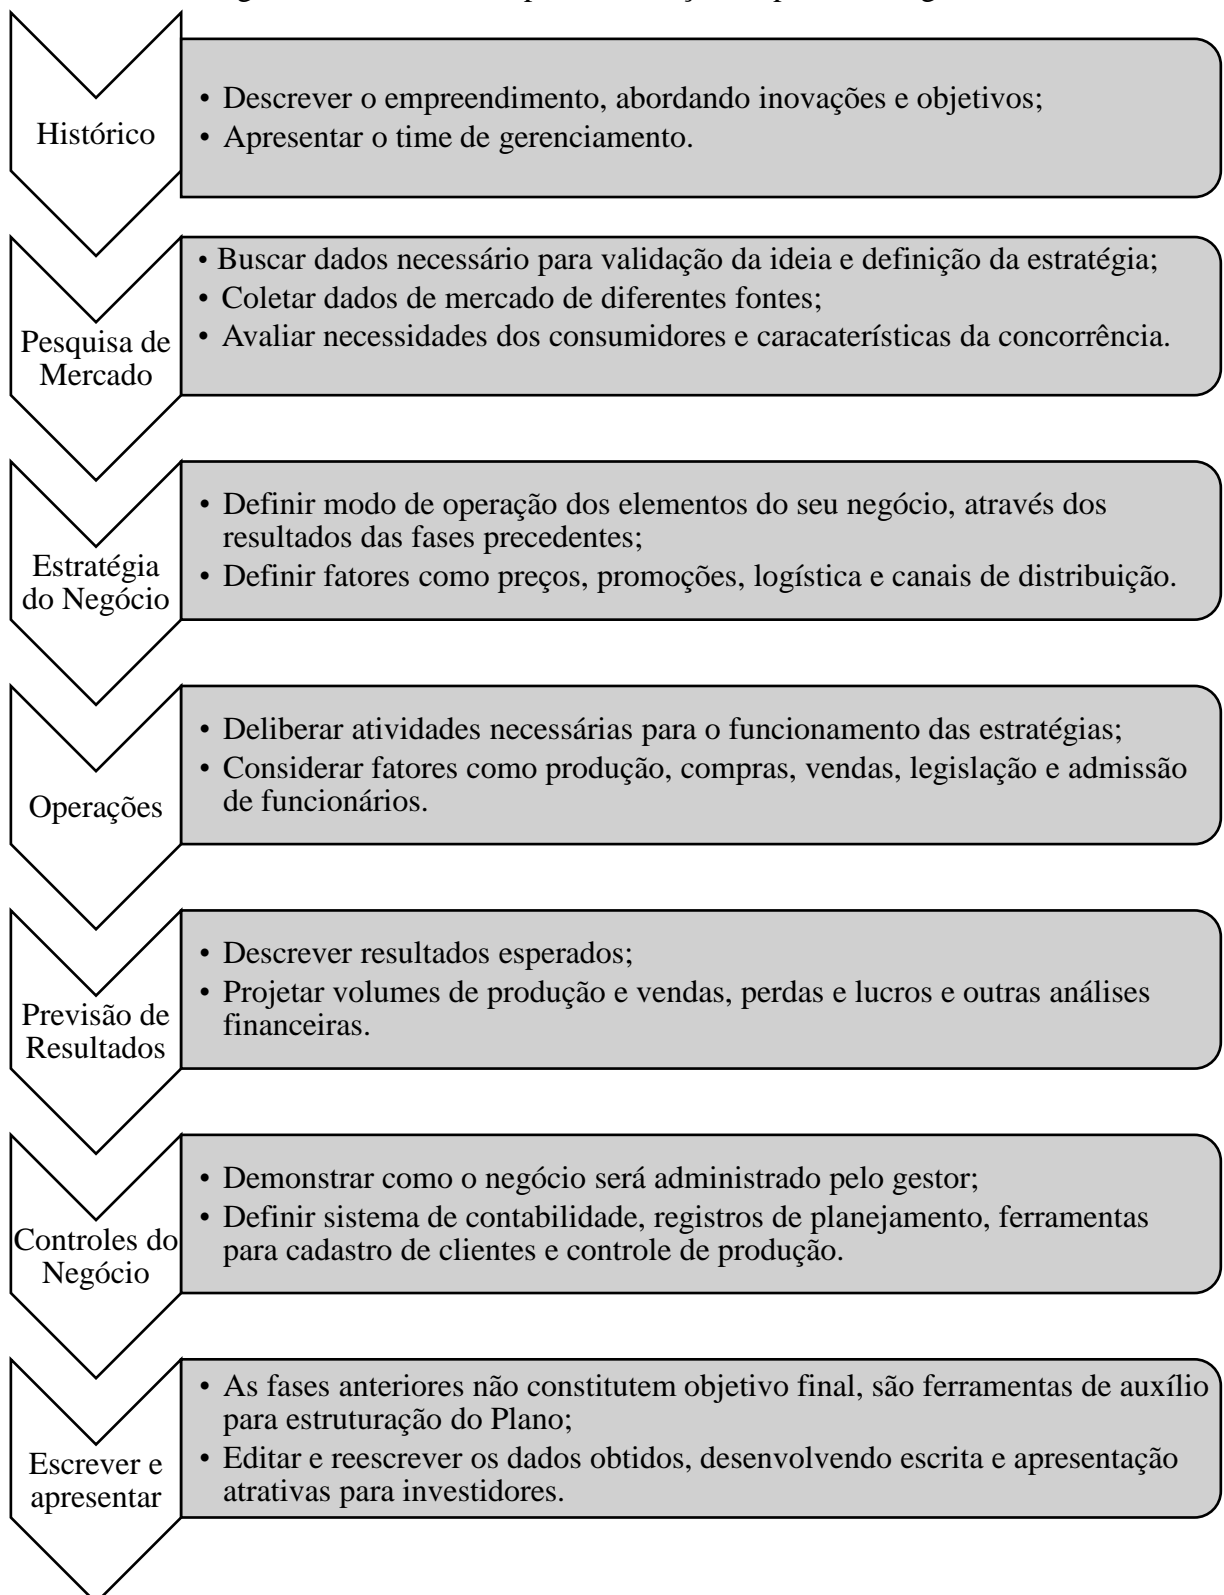 Histórico
• Descrever o empreendimento, abordando inovações e objetivos;
• Apresentar o time de gerenciamento.
Pesquisa de
Mercado
• Buscar dados necessário para validação da ideia e definição da estratégia;
• Coletar dados de mercado de diferentes fontes;
• Avaliar necessidades dos consumidores e caracaterísticas da concorrência.
Estratégia
do Negócio
• Definir modo de operação dos elementos do seu negócio, através dos
resultados das fases precedentes;
• Definir fatores como preços, promoções, logística e canais de distribuição.
Operações
• Deliberar atividades necessárias para o funcionamento das estratégias;
• Considerar fatores como produção, compras, vendas, legislação e admissão
de funcionários.
Previsão de
Resultados
• Descrever resultados esperados;
• Projetar volumes de produção e vendas, perdas e lucros e outras análises
financeiras.
Controles do
Negócio
• Demonstrar como o negócio será administrado pelo gestor;
• Definir sistema de contabilidade, registros de planejamento, ferramentas
para cadastro de clientes e controle de produção.
Escrever e
apresentar
• As fases anteriores não constitutem objetivo final, são ferramentas de auxílio
para estruturação do Plano;
• Editar e reescrever os dados obtidos, desenvolvendo escrita e apresentação
atrativas para investidores.